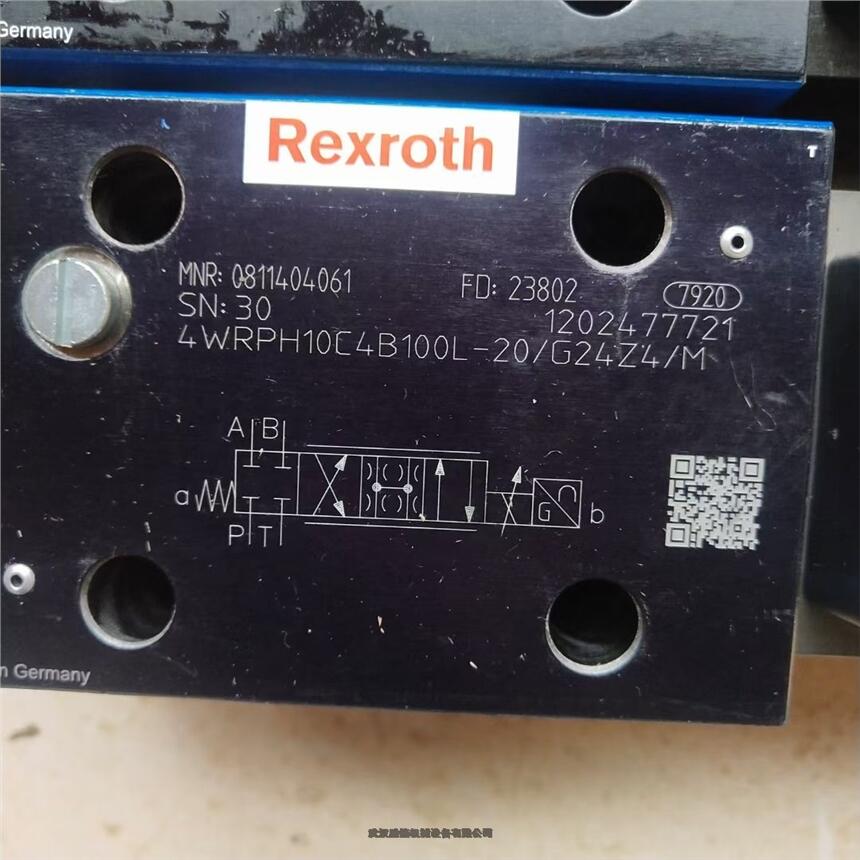 Germany
Rexroth
T
MNR: 0811404061 FD: 23802 7920
SN: 30 1202477721
4WRPH10C4B100L-20/G24Z4/M
A B
a G b
P T
n Germany